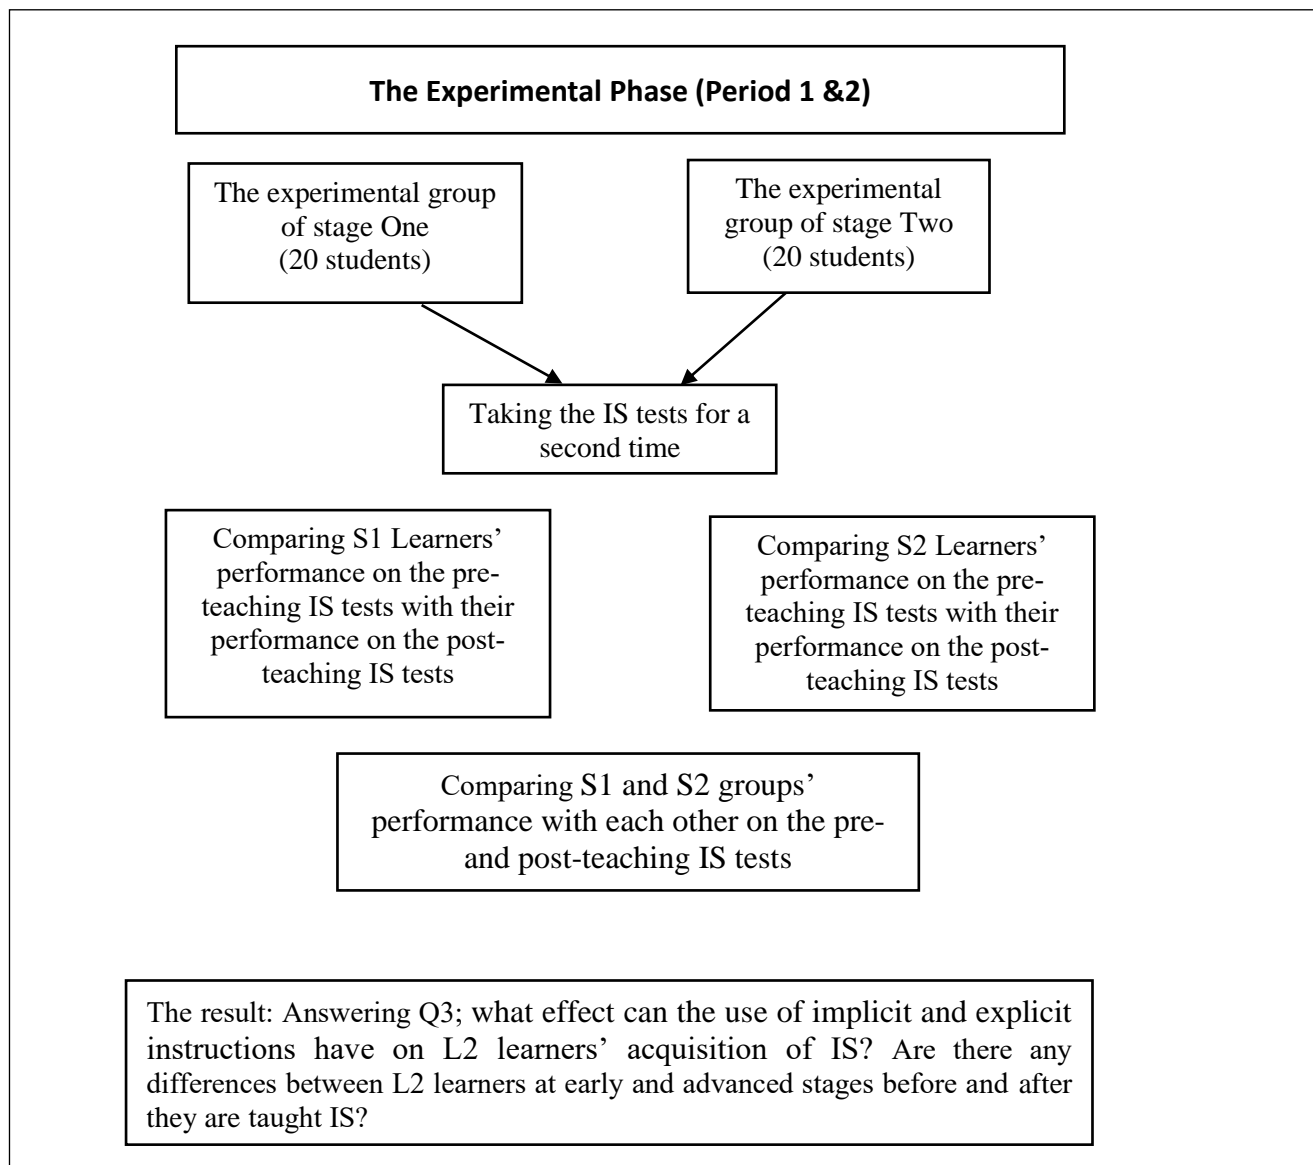 The Experimental Phase (Period 1 &2)
The experimental group
of stage One
(20 students)
The experimental
group of stage Two
(20 students)
Taking the IS tests for a
second time
Comparing S1 Learners’
performance on the pre-
teaching IS tests with their
performance on the post-
teaching IS tests
Comparing S2 Learners’
performance on the pre-
teaching IS tests with their
performance on the post-
teaching IS tests
Comparing S1 and S2 groups’
performance with each other on the pre-
and post-teaching IS tests
The result: Answering Q3; what effect can the use of implicit and explicit
instructions have on L2 learners’ acquisition of IS? Are there any
differences between L2 learners at early and advanced stages before and after
they are taught IS?